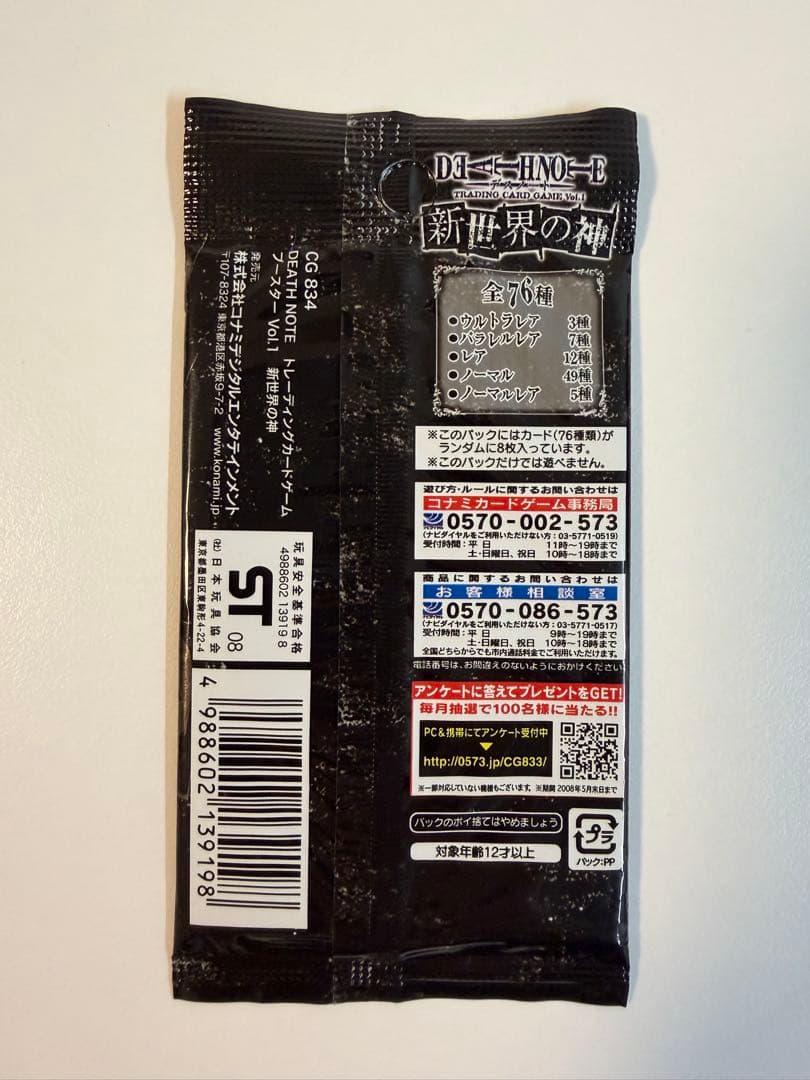 DEATH NOTE
デスノート
TRADING CARD GAME Vol.1
新世界の神
全76種
●ウルトラレア 3種
●パラレルレア 7種
●レア 12種
●ノーマル 49種
●ノーマルレア 5種
※このパックにはカード(76種類)が
ランダムに8枚入っています。
※このパックだけでは遊べません。
遊び方・ルールに関するお問い合わせは
コナミカードゲーム事務局
0570-002-573
(ナビダイヤルをご利用いただけない方：03-5771-0519)
受付時間：平 日 11時～19時まで
土・日曜日、祝日 10時～18時まで
商品に関するお問い合わせは
お客様相談室
0570-086-573
(ナビダイヤルをご利用いただけない方：03-5771-0517)
受付時間：平 日 9時～19時まで
土・日曜日、祝日 10時～18時まで
全国どこからでも市内通話料金でご利用いただけます。
電話番号は、お間違えのないようにおかけください
アンケートに答えてプレゼントをGET!
毎月抽選で100名様に当たる!!
PC&携帯にてアンケート受付中
http://0573.jp/CG833/
※一部対応していない機種もございます。 ※期間 2008年5月末日まで
パックのポイ捨てはやめましょう
対象年齢12才以上
プラ
パック:PP
CG 834
DEATH NOTE トレーディングカードゲーム
ブースター Vol.1 新世界の神
発売元
株式会社コナミデジタルエンタテインメント
〒107-8324 東京都港区赤坂9-7-2 www.konami.jp
玩具安全基準合格
4988602 13919 8
ST 08
(社)日本玩具協会
東京都墨田区東駒形4-22-4
4 988602 139198